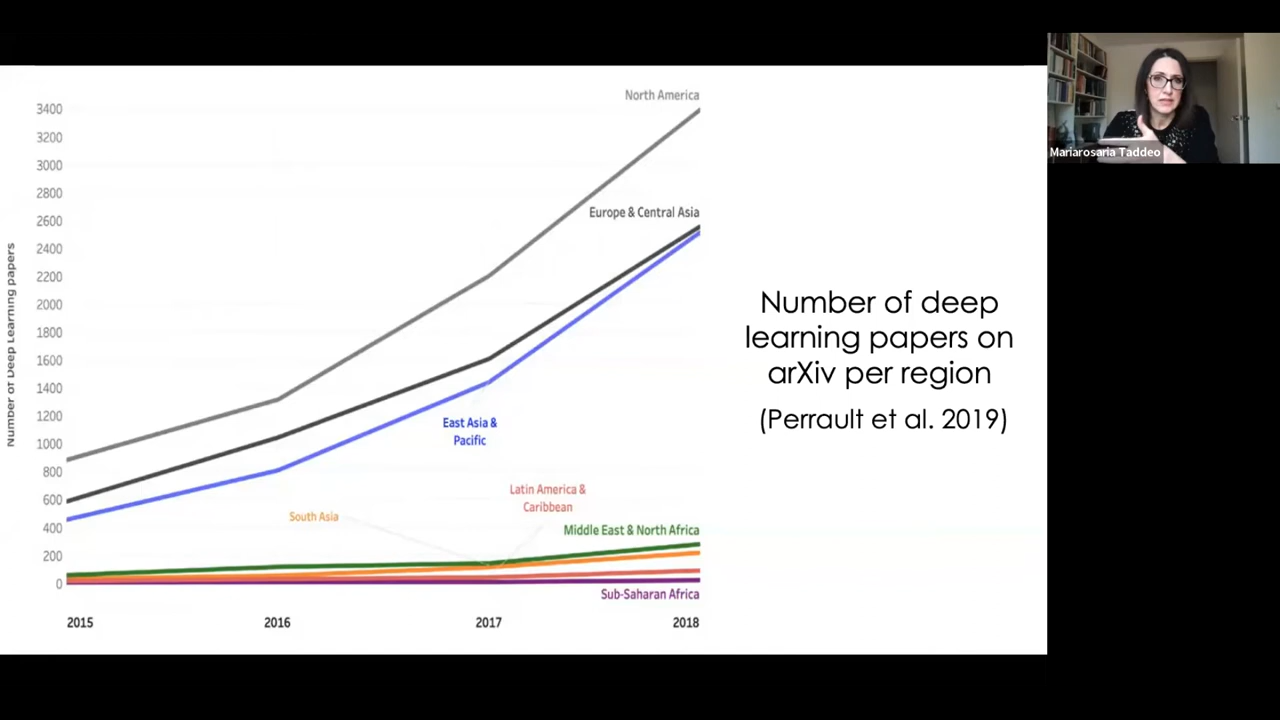 North America
3400
3200
3000
2800
2600
2400
2200
2000
1800
1600
1400
1200
1000
800
600
400
200
0
Number of Deep Learning papers
Europe & Central Asia
East Asia &
Pacific
Latin America &
Caribbean
South Asia
Middle East & North Africa
Sub-Saharan Africa
2015
2016
2017
2018
Number of deep
learning papers on
arXiv per region
(Perrault et al. 2019)
Mariarosaria Taddeo